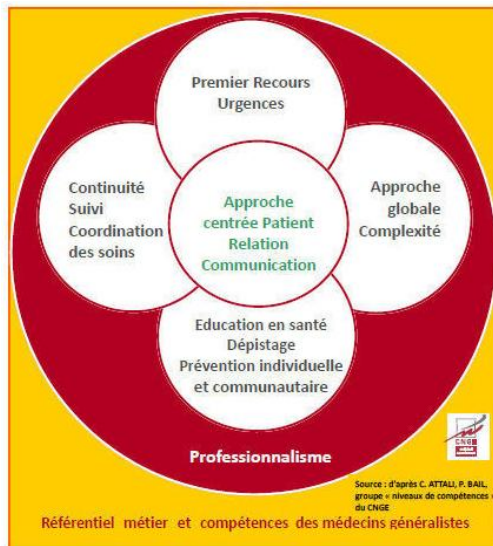 Premier Recours
Urgences
Continuité
Suivi
Coordination
des soins
Approche
centrée Patient
Relation
Communication
Approche
globale
Complexité
Education en santé
Dépistage
Prévention individuelle
et communautaire
Professionnalisme
CNGE
Source : d'après C. ATTALI, P. BAIL,
groupe « niveaux de compétences »
du CNGE
Référentiel métier et compétences des médecins généralistes